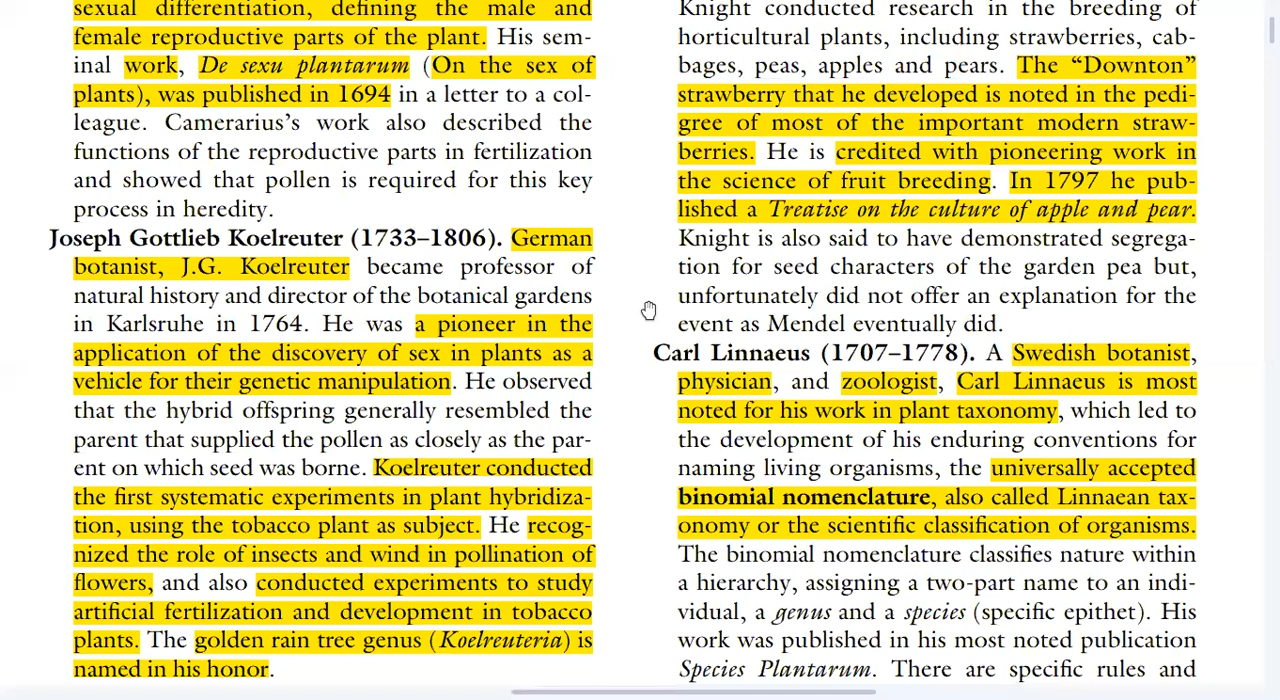 sexual differentiation, defining the male and
female reproductive parts of the plant. His sem-
inal work, De sexu plantarum (On the sex of
plants), was published in 1694 in a letter to a col-
league. Camerarius's work also described the
functions of the reproductive parts in fertilization
and showed that pollen is required for this key
process in heredity.
Joseph Gottlieb Koelreuter (1733–1806). German
botanist, J.G. Koelreuter became professor of
natural history and director of the botanical gardens
in Karlsruhe in 1764. He was a pioneer in the
application of the discovery of sex in plants as a
vehicle for their genetic manipulation. He observed
that the hybrid offspring generally resembled the
parent that supplied the pollen as closely as the par-
ent on which seed was borne. Koelreuter conducted
the first systematic experiments in plant hybridiza-
tion, using the tobacco plant as subject. He recog-
nized the role of insects and wind in pollination of
flowers, and also conducted experiments to study
artificial fertilization and development in tobacco
plants. The golden rain tree genus (Koelreuteria) is
named in his honor.
Knight conducted research in the breeding of
horticultural plants, including strawberries, cab-
bages, peas, apples and pears. The “Downton”
strawberry that he developed is noted in the pedi-
gree of most of the important modern straw-
berries. He is credited with pioneering work in
the science of fruit breeding. In 1797 he pub-
lished a Treatise on the culture of apple and pear.
Knight is also said to have demonstrated segrega-
tion for seed characters of the garden pea but,
unfortunately did not offer an explanation for the
event as Mendel eventually did.
Carl Linnaeus (1707–1778). A Swedish botanist,
physician, and zoologist, Carl Linnaeus is most
noted for his work in plant taxonomy, which led to
the development of his enduring conventions for
naming living organisms, the universally accepted
binomial nomenclature, also called Linnaean tax-
onomy or the scientific classification of organisms.
The binomial nomenclature classifies nature within
a hierarchy, assigning a two-part name to an indi-
vidual, a genus and a species (specific epithet). His
work was published in his most noted publication
Species Plantarum. There are specific rules and